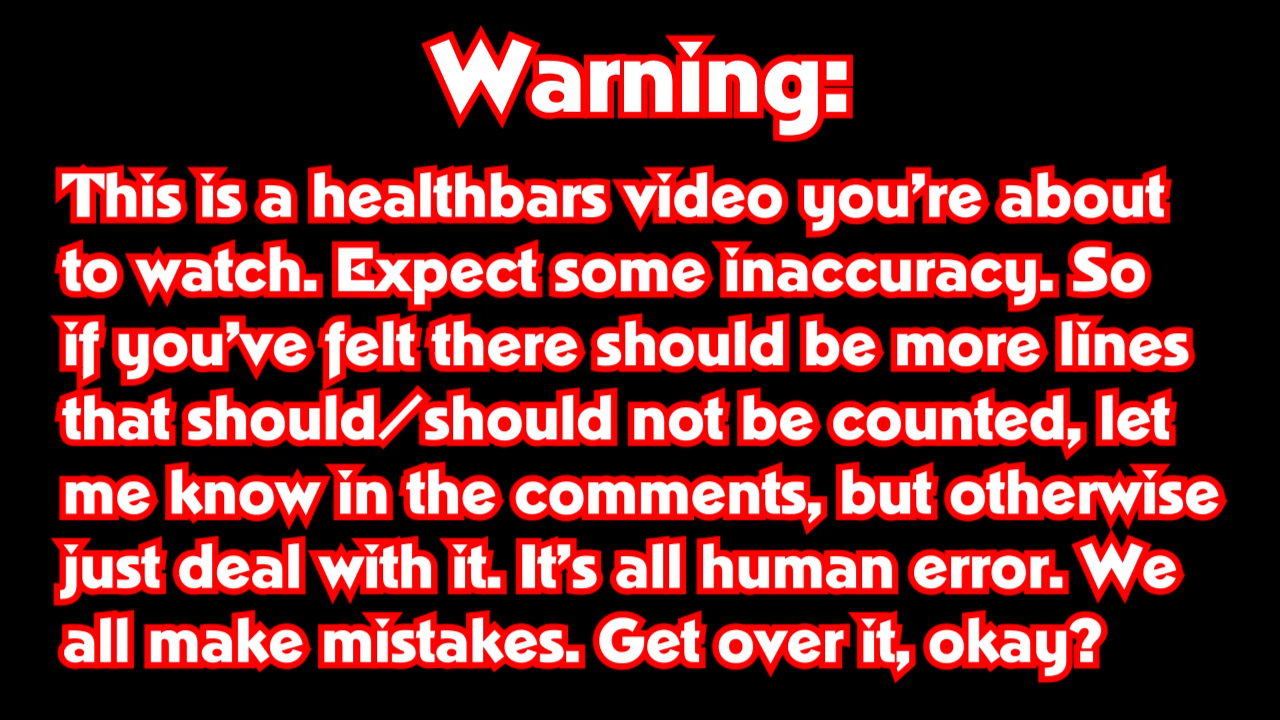 Warning:
This is a healthbars video you're about
to watch. Expect some inaccuracy. So
if you've felt there should be more lines
that should/should not be counted, let
me know in the comments, but otherwise
just deal with it. It's all human error. We
all make mistakes. Get over it, okay?